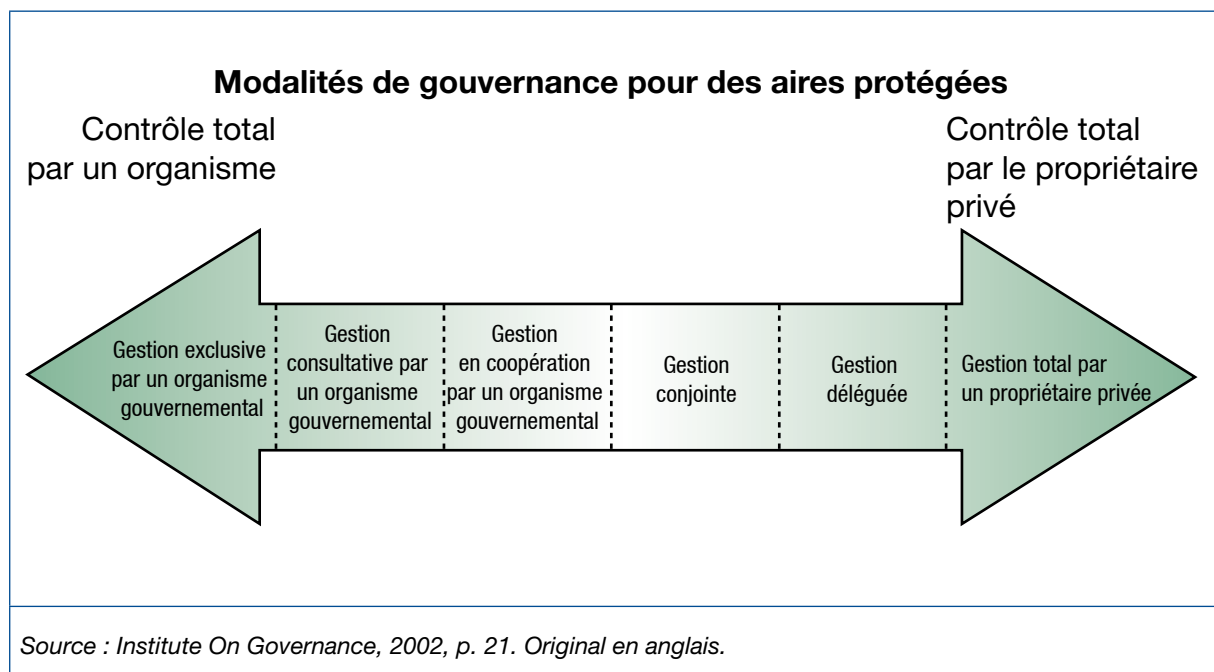 Modalités de gouvernance pour des aires protégées
Contrôle total
par un organisme
Contrôle total
par le propriétaire
privé
Gestion exclusive
par un organisme
gouvernemental
Gestion
consultative par
un organisme
gouvernemental
Gestion
en coopération
par un organisme
gouvernemental
Gestion
conjointe
Gestion
déléguée
Gestion total par
un propriétaire privée
Source : Institute On Governance, 2002, p. 21. Original en anglais.